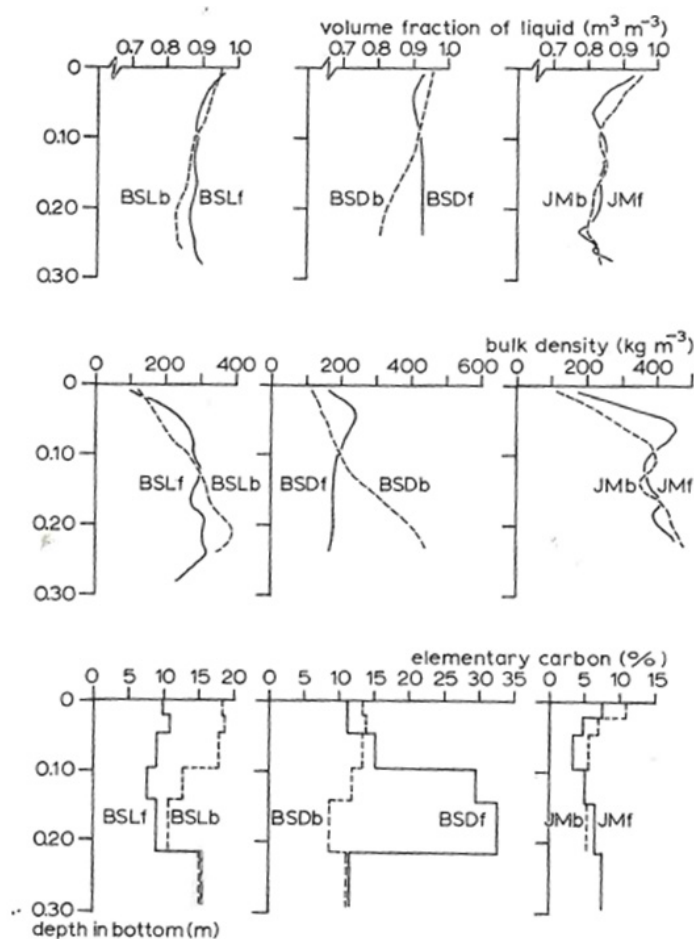 volume fraction of liquid (m³ m⁻³)
0.7 0.8 0.9 1.0 0.7 0.8 0.9 1.0 0.7 0.8 0.9 1.0
0
0.10
BSLb BSLf BSDb BSDf JMb JMf
0.20
0.30
bulk density (kg m⁻³)
0 200 400 0 200 400 600 0 200 400
0
0.10
BSLf BSLb BSDf BSDb JMb JMf
0.20
0.30
elementary carbon (%)
0 5 10 15 20 0 5 10 15 20 25 30 35 0 5 10 15
0
0.10
BSLf BSLb BSDb BSDf JMb JMf
0.20
0.30
depth in bottom (m)